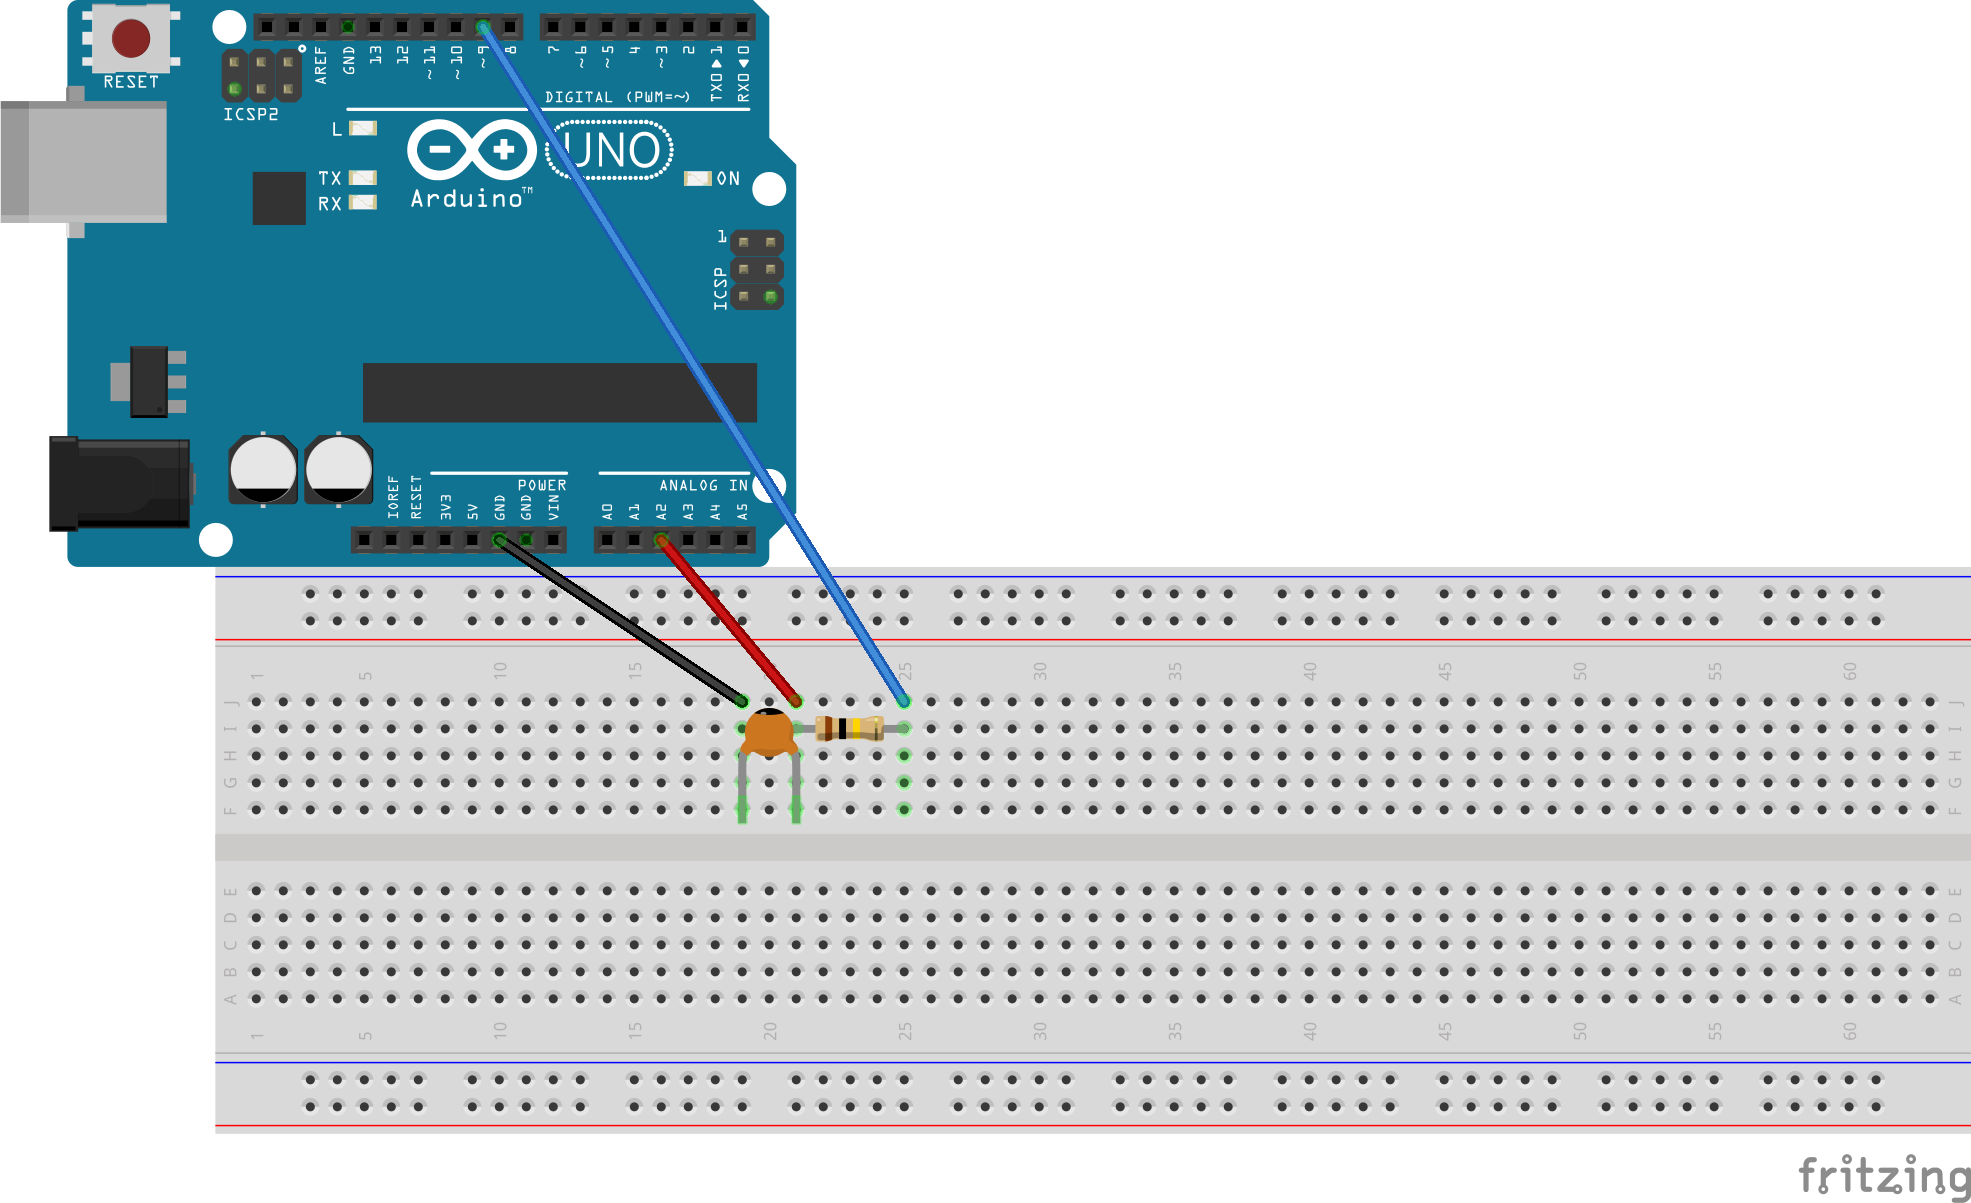 RESET
ICSP2
AREF
GND
13
12
~11
~10
~9
8
7
~6
~5
4
~3
2
TX0▶1
RX0◀0
DIGITAL (PWM=~)
L
TX
RX
Arduino™
UNO
ON
1
ICSP
IOREF
RESET
3V3
5V
GND
GND
VIN
POWER
A0
A1
A2
A3
A4
A5
ANALOG IN
1 5 10 15 25 30 35 40 45 50 55 60
J J
I I
H H
G G
F F
E E
D D
C C
B B
A A
1 5 10 15 20 25 30 35 40 45 50 55 60
fritzing